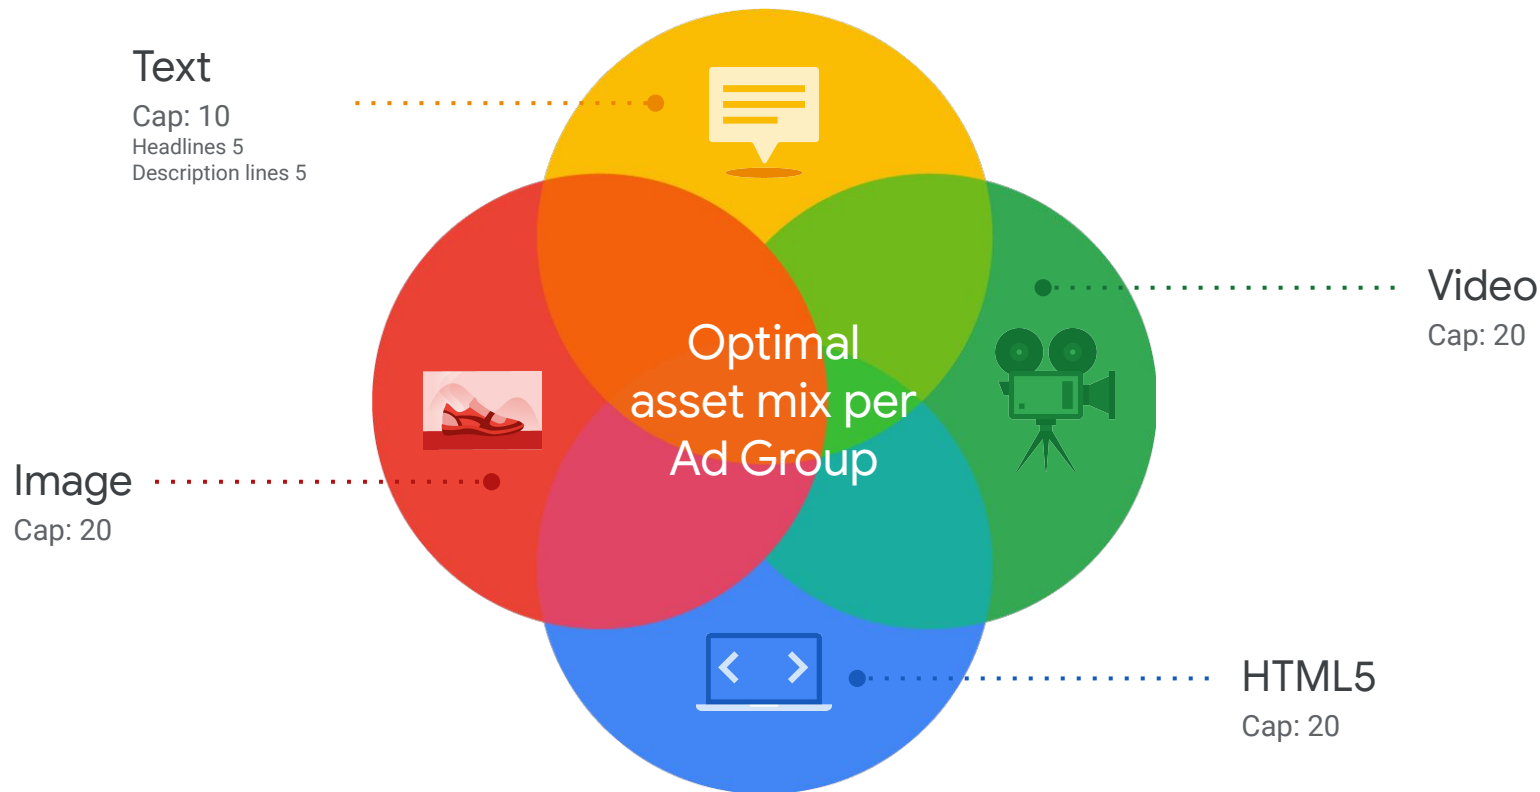 Text
Cap: 10
Headlines 5
Description lines 5
Video
Cap: 20
Optimal
asset mix per
Ad Group
Image
Cap: 20
HTML5
Cap: 20